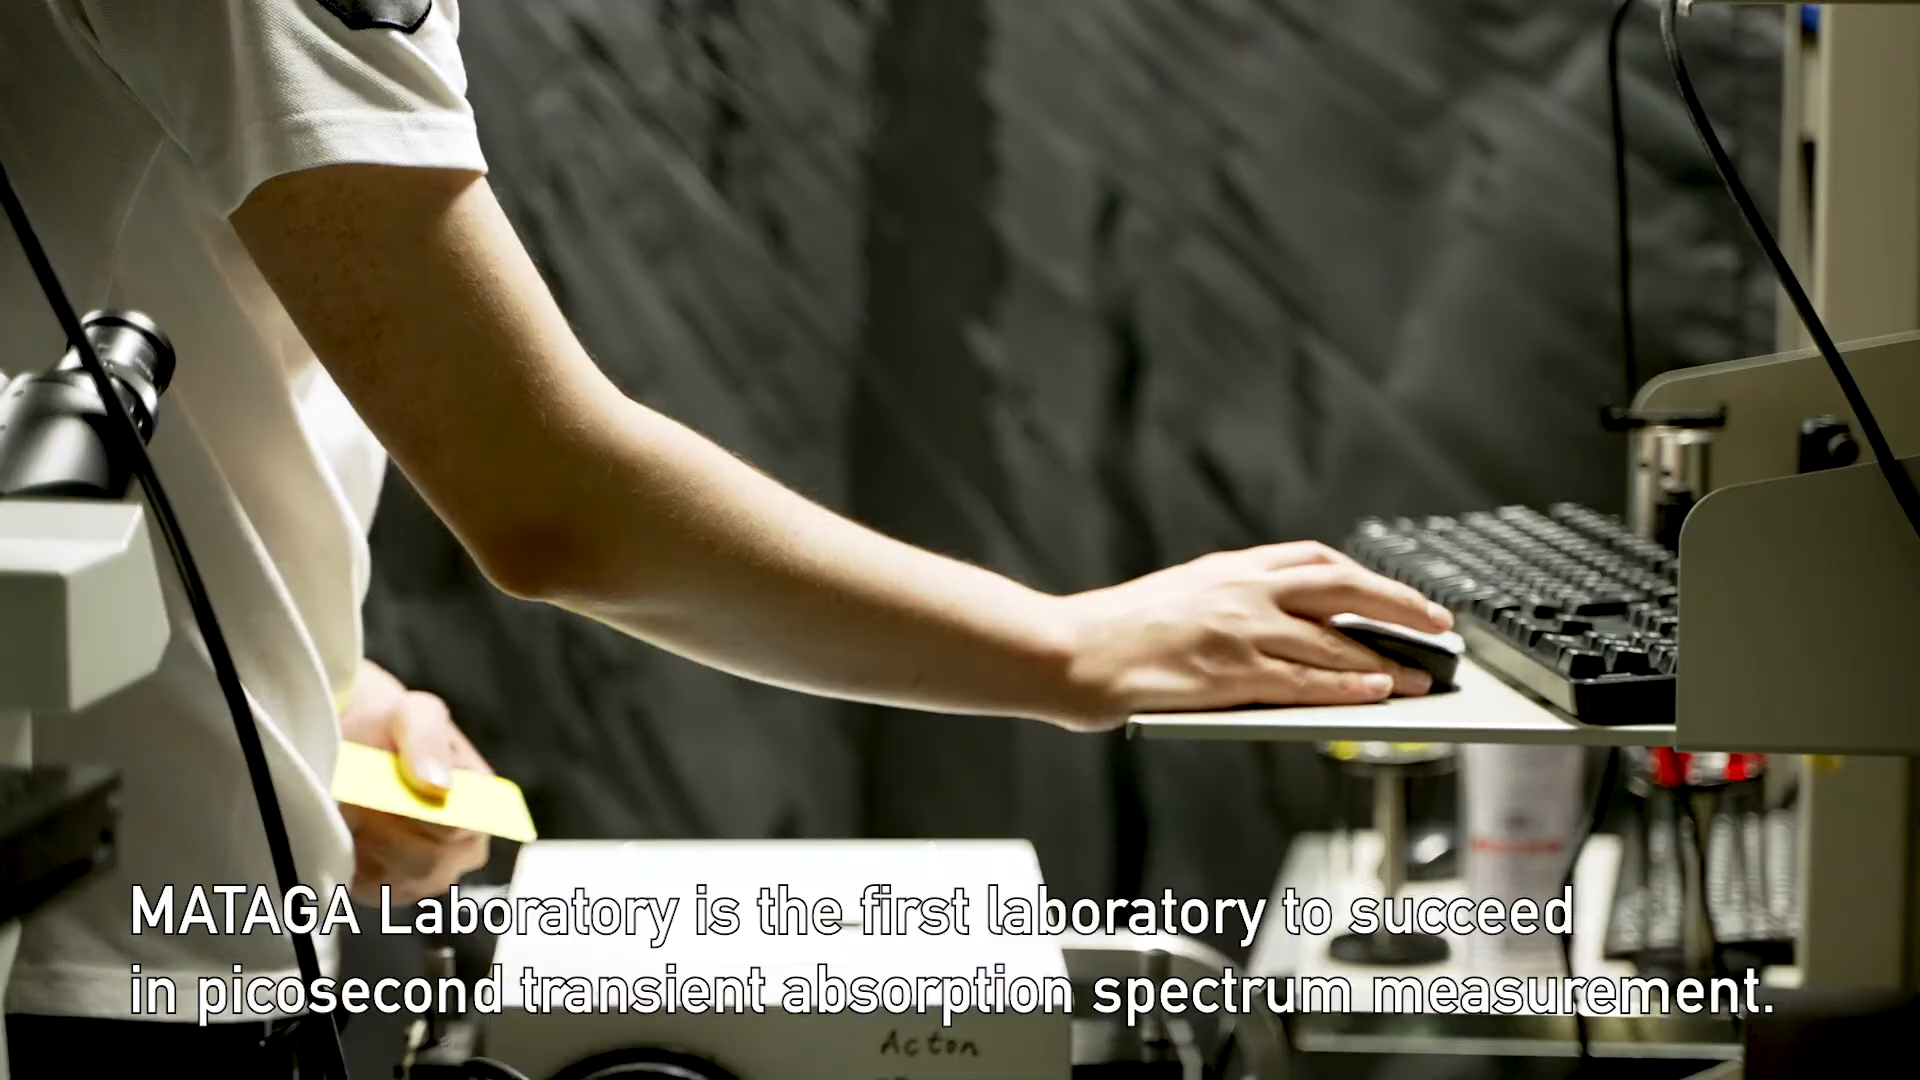 MATAGA Laboratory is the first laboratory to succeed
in picosecond transient absorption spectrum measurement.
Acton